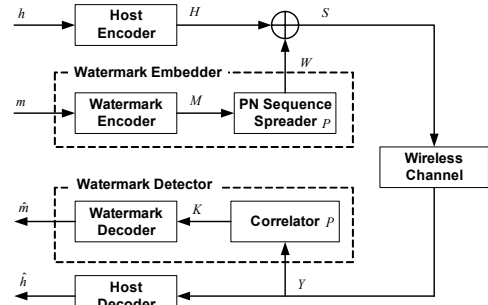 h
Host
Encoder
H
S
W
Watermark Embedder
m
Watermark
Encoder
M
PN Sequence
Spreader P
Wireless
Channel
Watermark Detector
m̂
Watermark
Decoder
K
Correlator P
ĥ
Host
Decoder
Y